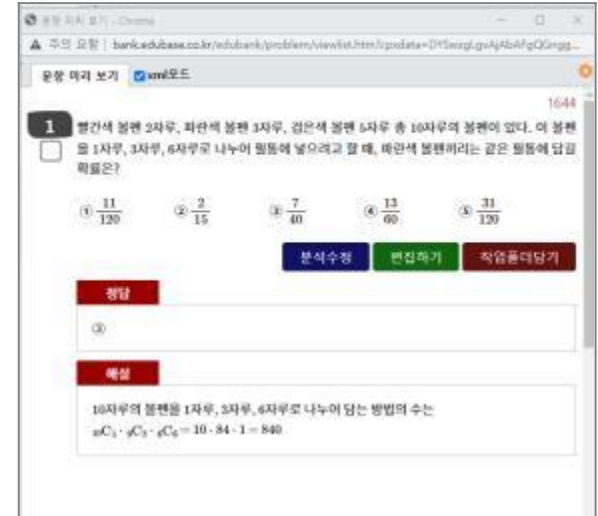 문항 미리 보기 - Chrome
주의 요함 | bank.edubase.co.kr/edubank/problem/viewlist.htm?
문항 미리 보기 xml모드
1644
1 빨간색 볼펜 2자루, 파란색 볼펜 3자루, 검은색 볼펜 5자루 총 10자루의 볼펜이 있다. 이 볼펜
을 1자루, 3자루, 6자루로 나누어 필통에 넣으려고 할 때, 파란색 볼펜끼리는 같은 필통에 담길
확률은?
① 11/120 ② 2/15 ③ 7/40 ④ 13/60 ⑤ 31/120
분석수정 편집하기 작업폴더담기
정답
③
해설
10자루의 볼펜을 1자루, 3자루, 6자루로 나누어 담는 방법의 수는
₁₀C₁ · ₉C₃ · ₆C₆ = 10 · 84 · 1 = 840